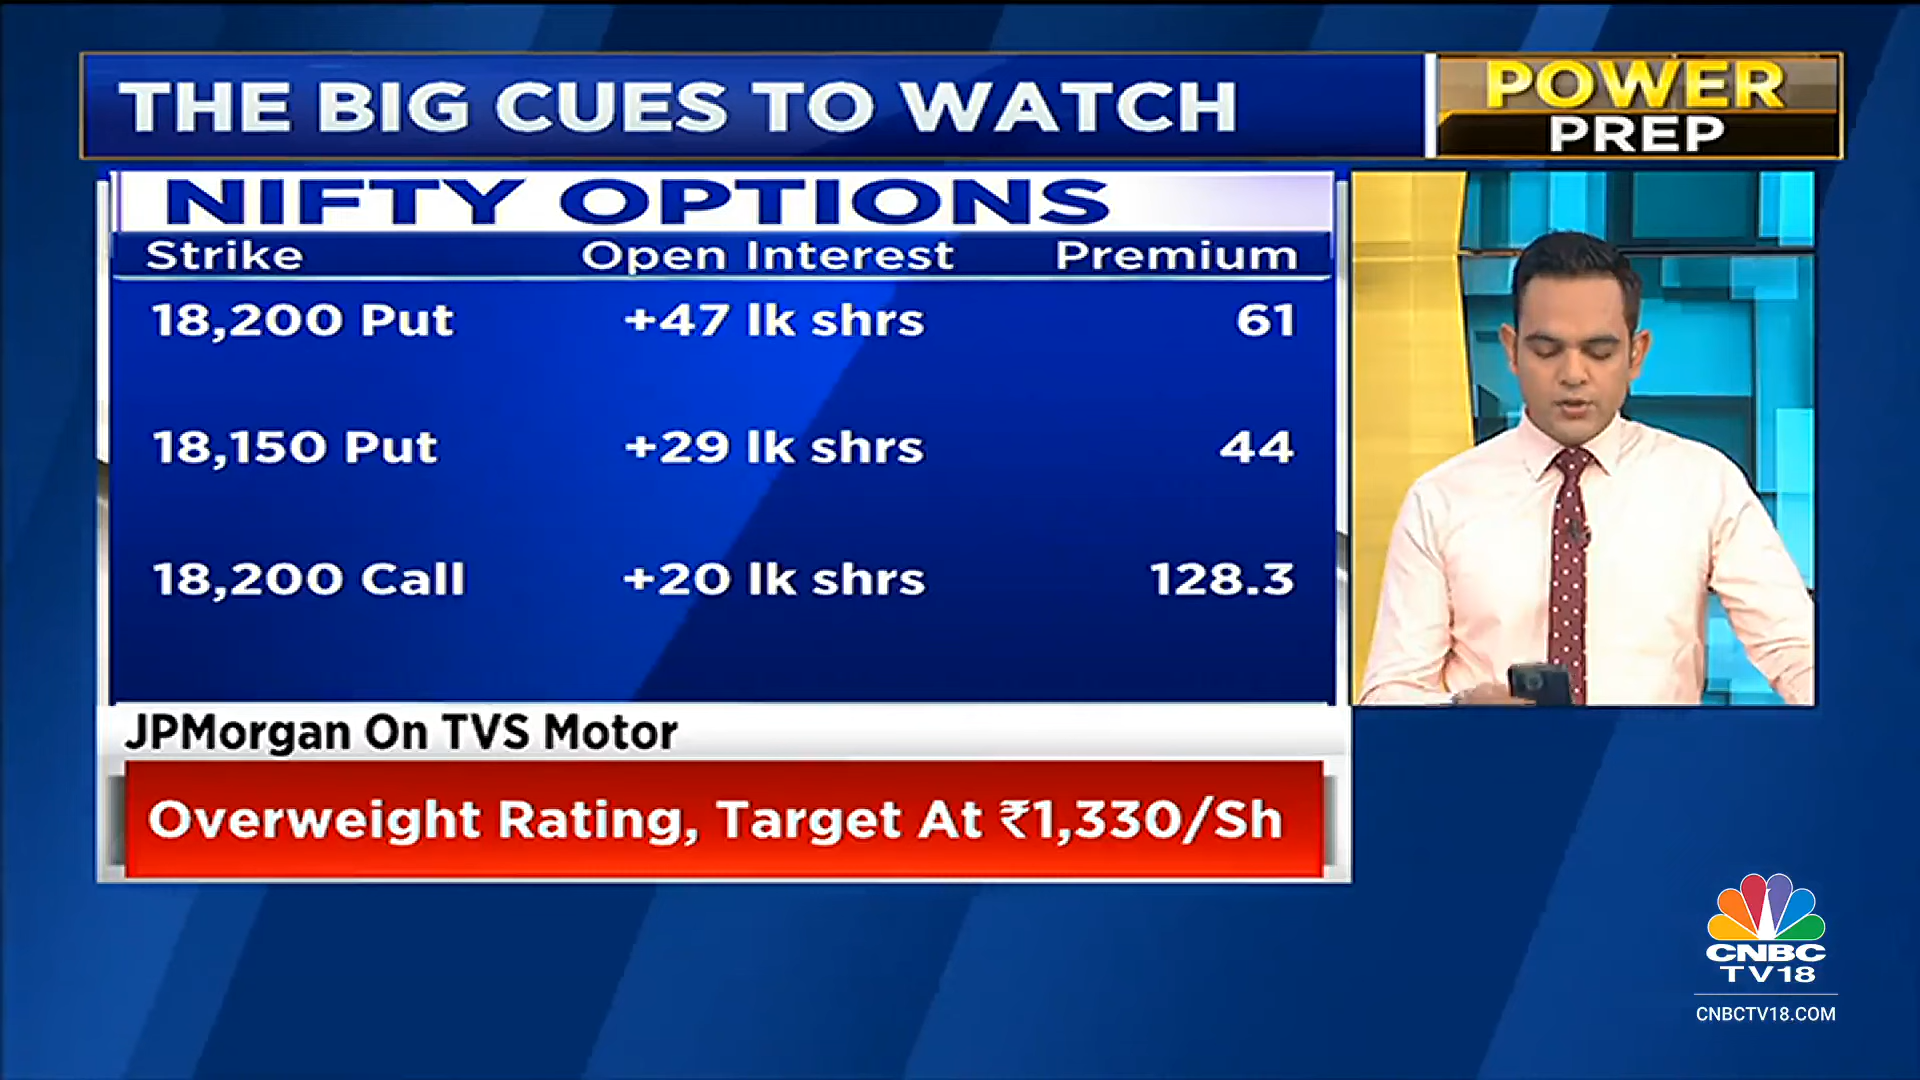 THE BIG CUES TO WATCH
POWER
PREP
NIFTY OPTIONS
Strike Open Interest Premium
18,200 Put +47 lk shrs 61
18,150 Put +29 lk shrs 44
18,200 Call +20 lk shrs 128.3
JPMorgan On TVS Motor
Overweight Rating, Target At ₹1,330/Sh
CNBC
TV18
CNBCTV18.COM